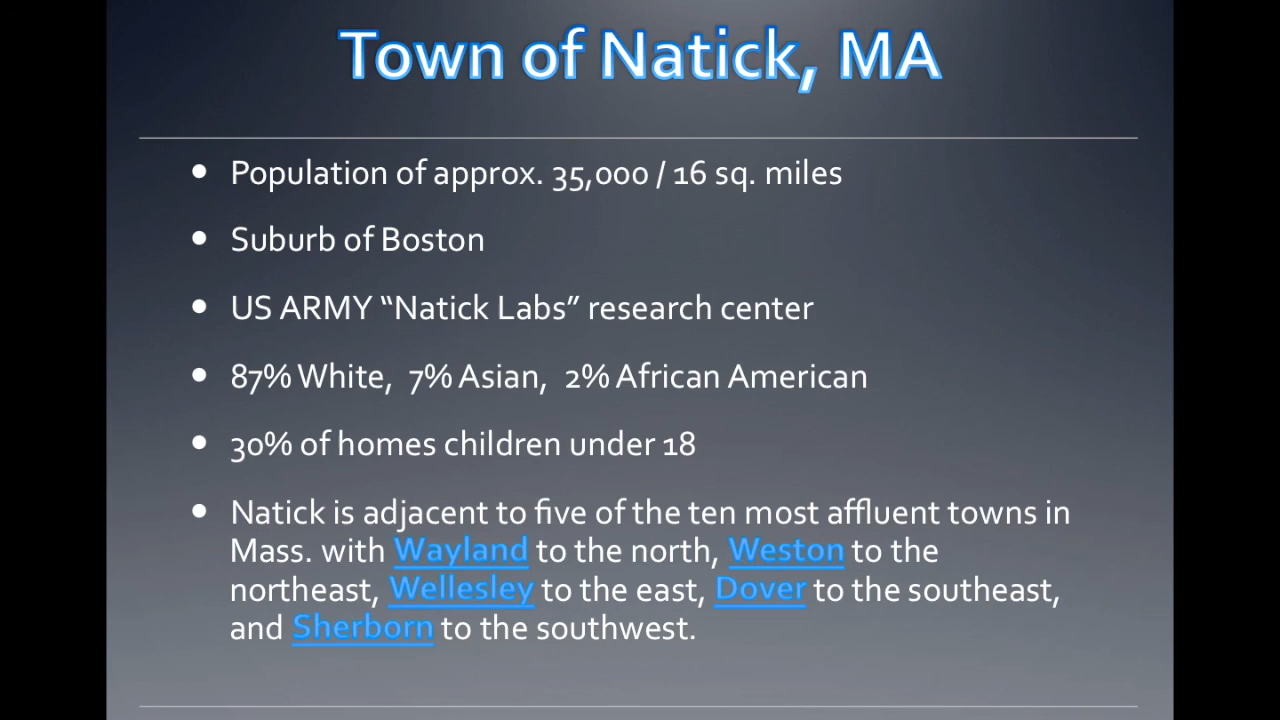 Town of Natick, MA
• Population of approx. 35,000 / 16 sq. miles
• Suburb of Boston
• US ARMY “Natick Labs” research center
• 87% White,  7% Asian,  2% African American
• 30% of homes children under 18
• Natick is adjacent to five of the ten most affluent towns in
Mass. with Wayland to the north, Weston to the
northeast, Wellesley to the east, Dover to the southeast,
and Sherborn to the southwest.